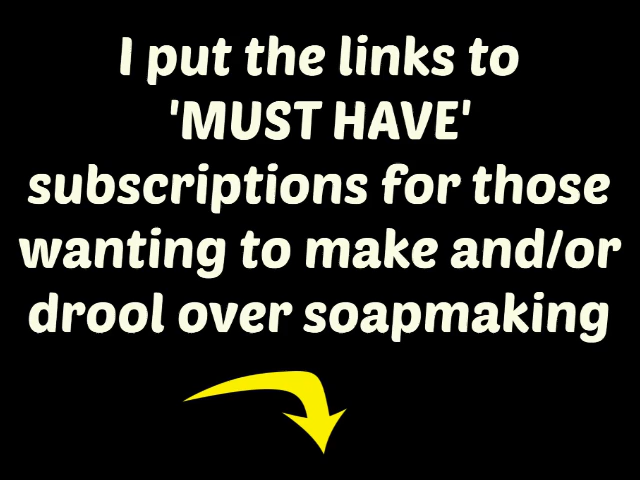 I put the links to
'MUST HAVE'
subscriptions for those
wanting to make and/or
drool over soapmaking